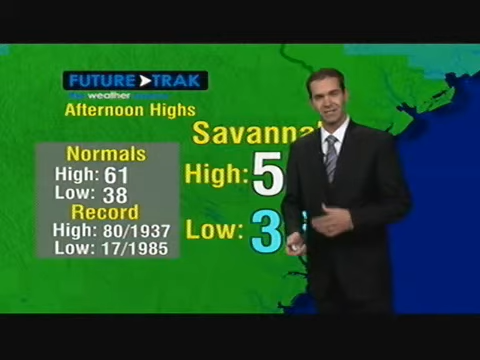 FUTURE TRAK
weather
Afternoon Highs
Savanna
Normals
High: 61
Low: 38
Record
High: 80/1937
Low: 17/1985
High: 5
Low: 3